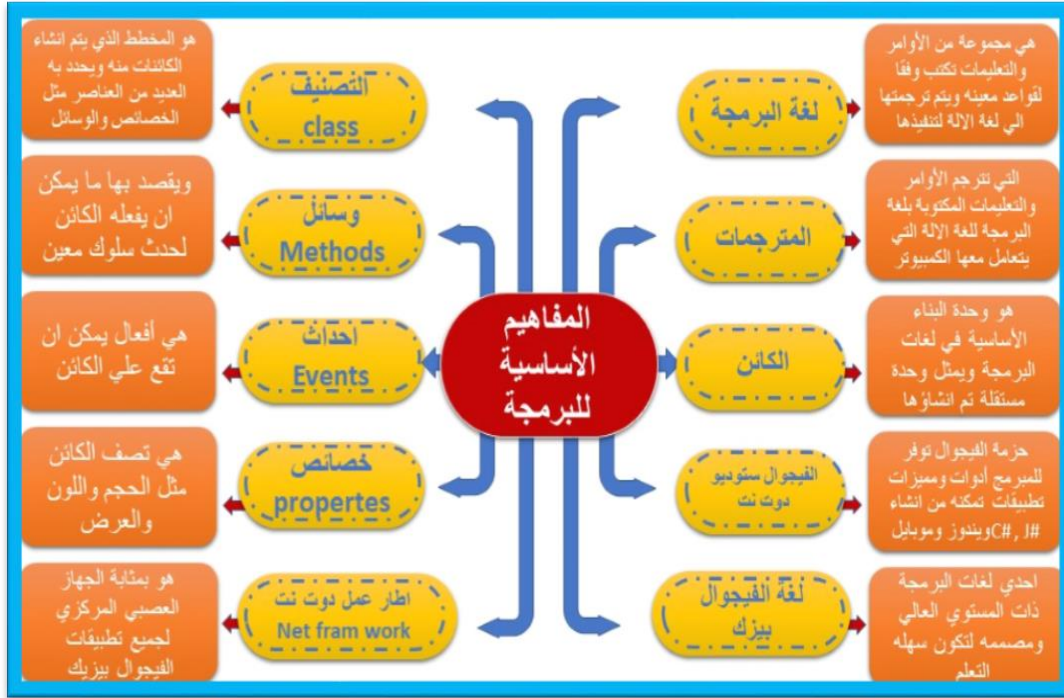 المفاهيم
الأساسية
للبرمجة
لغة البرمجة
هي مجموعة من الأوامر
والتعليمات تكتب وفقا
لقواعد معينه ويتم ترجمتها
الي لغة الالة لتنفيذها
المترجمات
التي تترجم الأوامر
والتعليمات المكتوبة بلغة
البرمجة للغة الالة التي
يتعامل معها الكمبيوتر
الكائن
هو وحدة البناء
الأساسية في لغات
البرمجة ويمثل وحدة
مستقلة تم انشاؤها
الفيجوال ستوديو
دوت نت
حزمة الفيجوال توفر
للمبرمج أدوات ومميزات
تطبيقات تمكنه من انشاء
C# , J#ويندوز وموبايل
لغة الفيجوال
بيزك
احدي لغات البرمجة
ذات المستوي العالي
ومصممه لتكون سهله
التعلم
التصنيف
class
هو المخطط الذي يتم انشاء
الكائنات منه ويحدد به
العديد من العناصر مثل
الخصائص والوسائل
وسائل
Methods
ويقصد بها ما يمكن
ان يفعله الكائن
لحدث سلوك معين
احداث
Events
هي أفعال يمكن ان
تقع علي الكائن
خصائص
propertes
هي تصف الكائن
مثل الحجم واللون
والعرض
اطار عمل دوت نت
Net fram work
هو بمثابة الجهاز
العصبي المركزي
لجميع تطبيقات
الفيجوال بيزيك